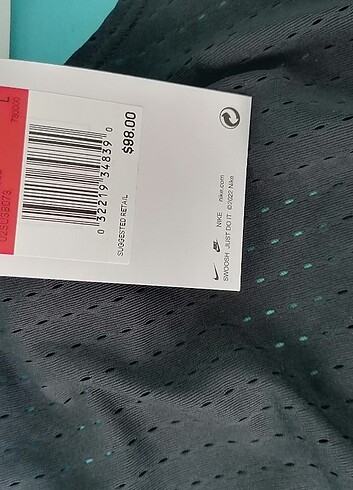 L
$98.00
SUGGESTED RETAIL
0 32219 34839 0
NIKE nike.com
SWOOSH JUST DO IT ©2022 Nike